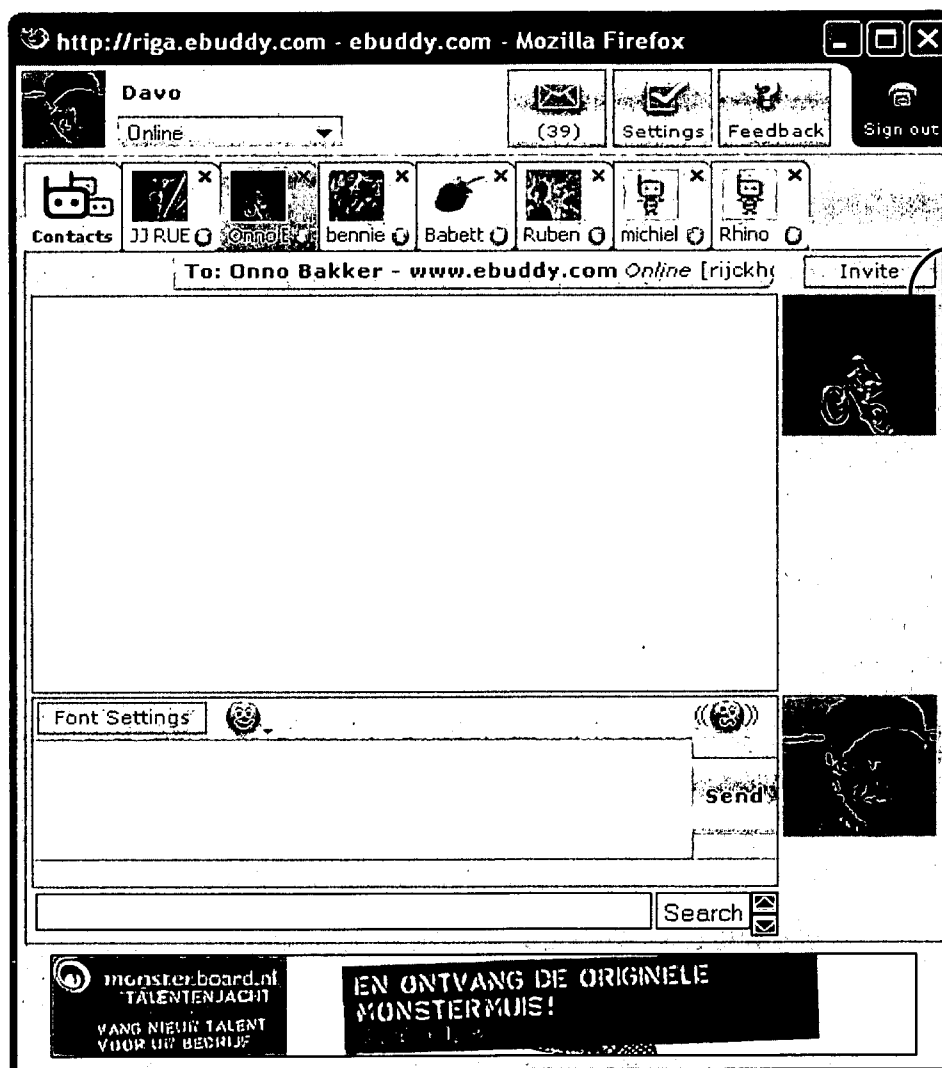 http://riga.ebuddy.com - ebuddy.com - Mozilla Firefox
Davo
Online
(39) Settings Feedback Sign out
Contacts JJ RUE Onno B bennie Babett Ruben michiel Rhino
To: Onno Bakker - www.ebuddy.com Online [rijckh
Invite
Font Settings
Send
Search
monsterboard.nl
TALENTENJACHT
VANG NIEUW TALENT
VOOR UW BEDRIJF
EN ONTVANG DE ORIGINELE
MONSTERMUIS!